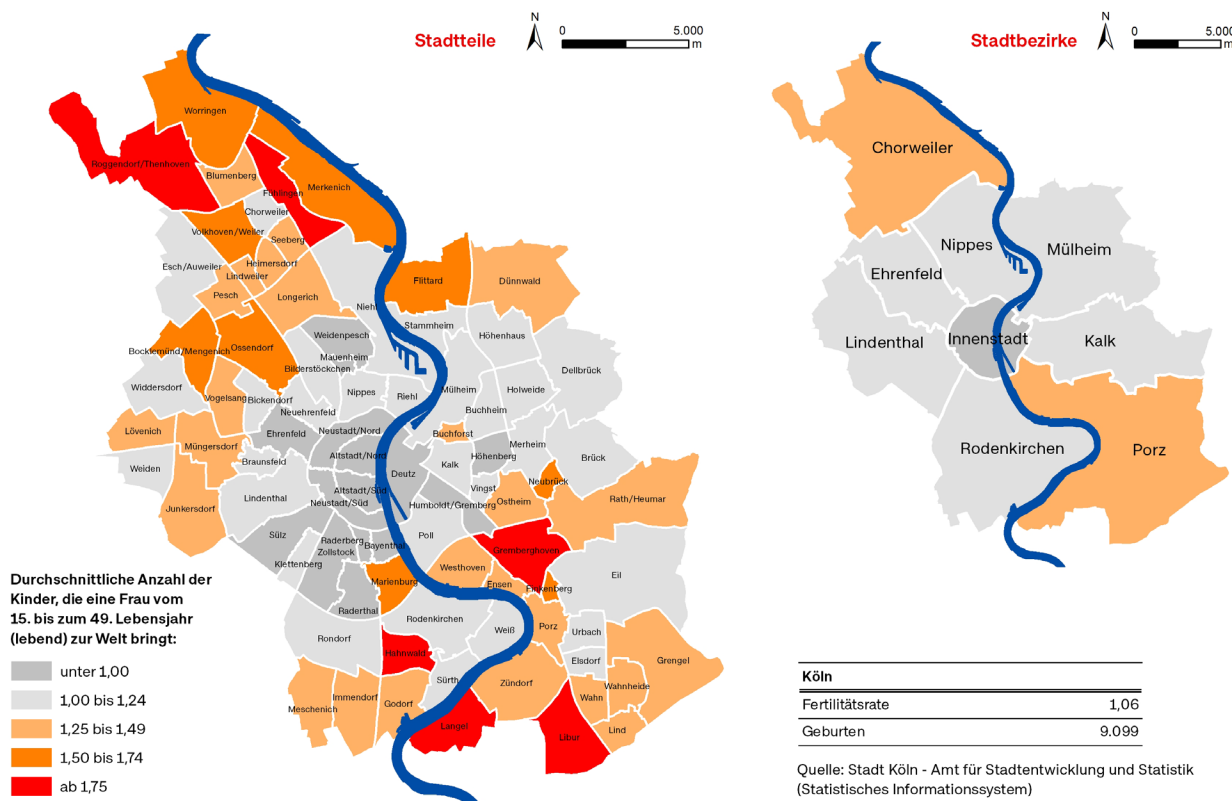 Stadtteile
N
0
5.000
m
Worringen
Roggendorf/Thenhoven
Blumenberg
Fühlingen
Merkenich
Chorweiler
Volkhoven/Weiler
Seeberg
Esch/Auweiler
Heimersdorf
Lindweiler
Pesch
Longerich
Niehl
Flittard
Dünnwald
Stammheim
Höhenhaus
Weidenpesch
Ossendorf
Bocklemünd/Mengenich
Mauenheim
Bilderstöckchen
Dellbrück
Widdersdorf
Vogelsang
Bickendorf
Nippes
Riehl
Mülheim
Holweide
Neuehrenfeld
Buchheim
Lövenich
Ehrenfeld
Neustadt/Nord
Buchforst
Müngersdorf
Merheim
Altstadt/Nord
Höhenberg
Brück
Braunsfeld
Weiden
Kalk
Deutz
Neubrück
Altstadt/Süd
Vingst
Lindenthal
Neustadt/Süd
Humboldt/Gremberg
Ostheim
Rath/Heumar
Junkersdorf
Sülz
Poll
Raderberg
Bayenthal
Zollstock
Gremberghoven
Klettenberg
Westhoven
Eil
Marienburg
Ensen
Finkenberg
Raderthal
Rodenkirchen
Porz
Weiß
Urbach
Rondorf
Hahnwald
Elsdorf
Grengel
Sürth
Zündorf
Wahnheide
Immendorf
Wahn
Meschenich
Godorf
Langel
Lind
Libur
Durchschnittliche Anzahl der
Kinder, die eine Frau vom
15. bis zum 49. Lebensjahr
(lebend) zur Welt bringt:
unter 1,00
1,00 bis 1,24
1,25 bis 1,49
1,50 bis 1,74
ab 1,75
Stadtbezirke
N
0
5.000
m
Chorweiler
Nippes
Mülheim
Ehrenfeld
Lindenthal
Innenstadt
Kalk
Rodenkirchen
Porz
Köln
Fertilitätsrate 1,06
Geburten 9.099
Quelle: Stadt Köln - Amt für Stadtentwicklung und Statistik
(Statistisches Informationssystem)